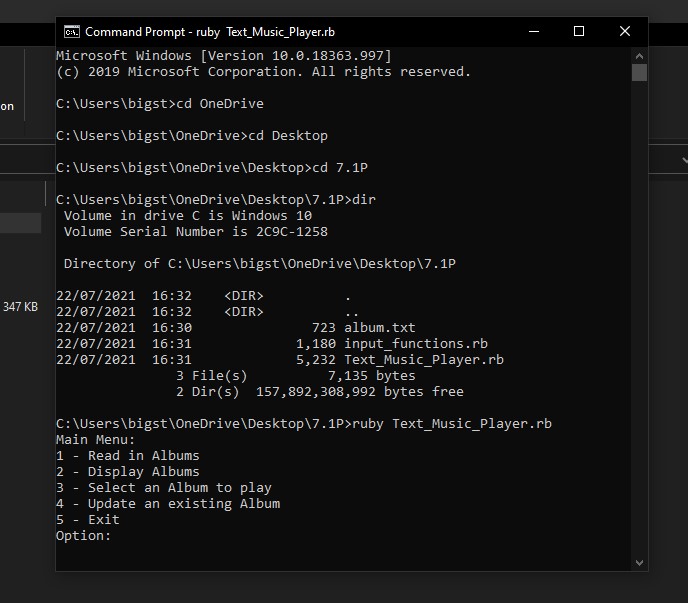 Command Prompt - ruby  Text_Music_Player.rb
Microsoft Windows [Version 10.0.18363.997]
(c) 2019 Microsoft Corporation. All rights reserved.
on
C:\Users\bigst>cd OneDrive
C:\Users\bigst\OneDrive>cd Desktop
C:\Users\bigst\OneDrive\Desktop>cd 7.1P
C:\Users\bigst\OneDrive\Desktop\7.1P>dir
 Volume in drive C is Windows 10
 Volume Serial Number is 2C9C-1258
 Directory of C:\Users\bigst\OneDrive\Desktop\7.1P
22/07/2021  16:32    <DIR>          .
347 KB
22/07/2021  16:32    <DIR>          ..
22/07/2021  16:30               723 album.txt
22/07/2021  16:31             1,180 input_functions.rb
22/07/2021  16:31             5,232 Text_Music_Player.rb
               3 File(s)          7,135 bytes
               2 Dir(s)  157,892,308,992 bytes free
C:\Users\bigst\OneDrive\Desktop\7.1P>ruby Text_Music_Player.rb
Main Menu:
1 - Read in Albums
2 - Display Albums
3 - Select an Album to play
4 - Update an existing Album
5 - Exit
Option: